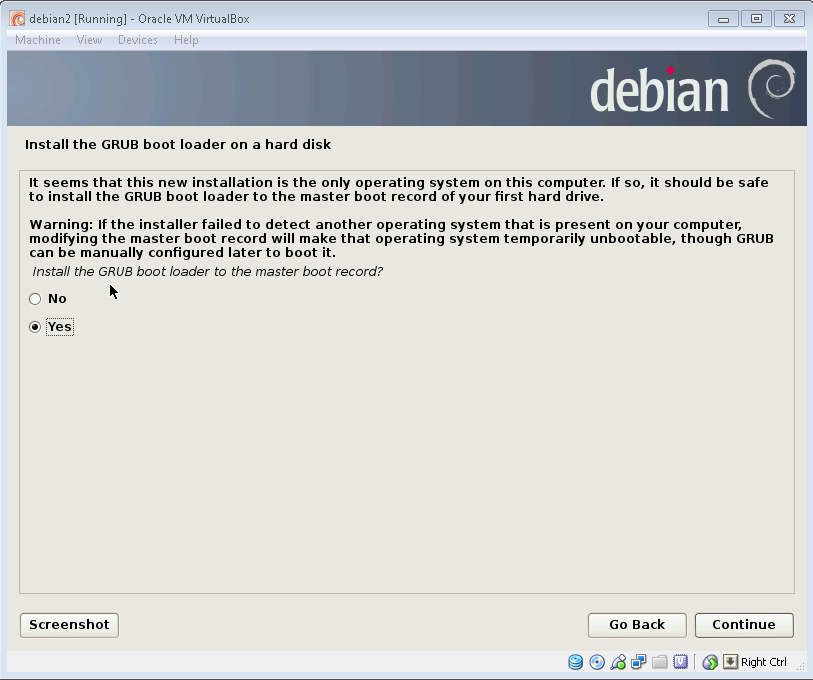 debian2 [Running] - Oracle VM VirtualBox
Machine View Devices Help
debian
Install the GRUB boot loader on a hard disk
It seems that this new installation is the only operating system on this computer. If so, it should be safe
to install the GRUB boot loader to the master boot record of your first hard drive.
Warning: If the installer failed to detect another operating system that is present on your computer,
modifying the master boot record will make that operating system temporarily unbootable, though GRUB
can be manually configured later to boot it.
Install the GRUB boot loader to the master boot record?
No
Yes
Screenshot Go Back Continue
Right Ctrl